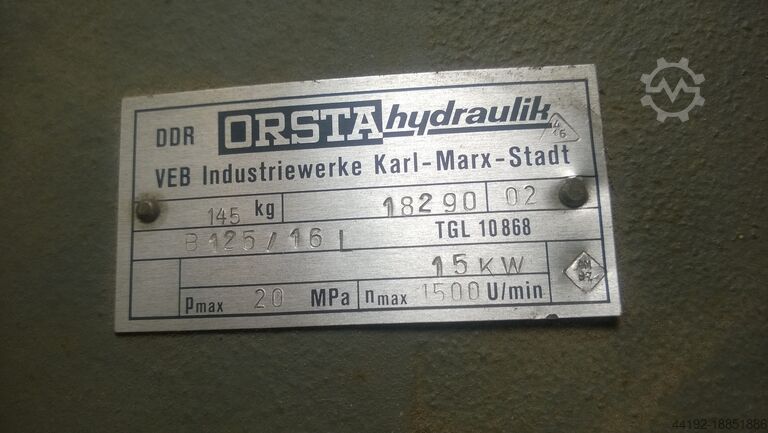 DDR ORSTA hydraulik
VEB Industriewerke Karl-Marx-Stadt
145 kg 18290 02
B 125/16 L TGL 10868
15 KW
pmax 20 MPa nmax 1500 U/min
44192-18851886